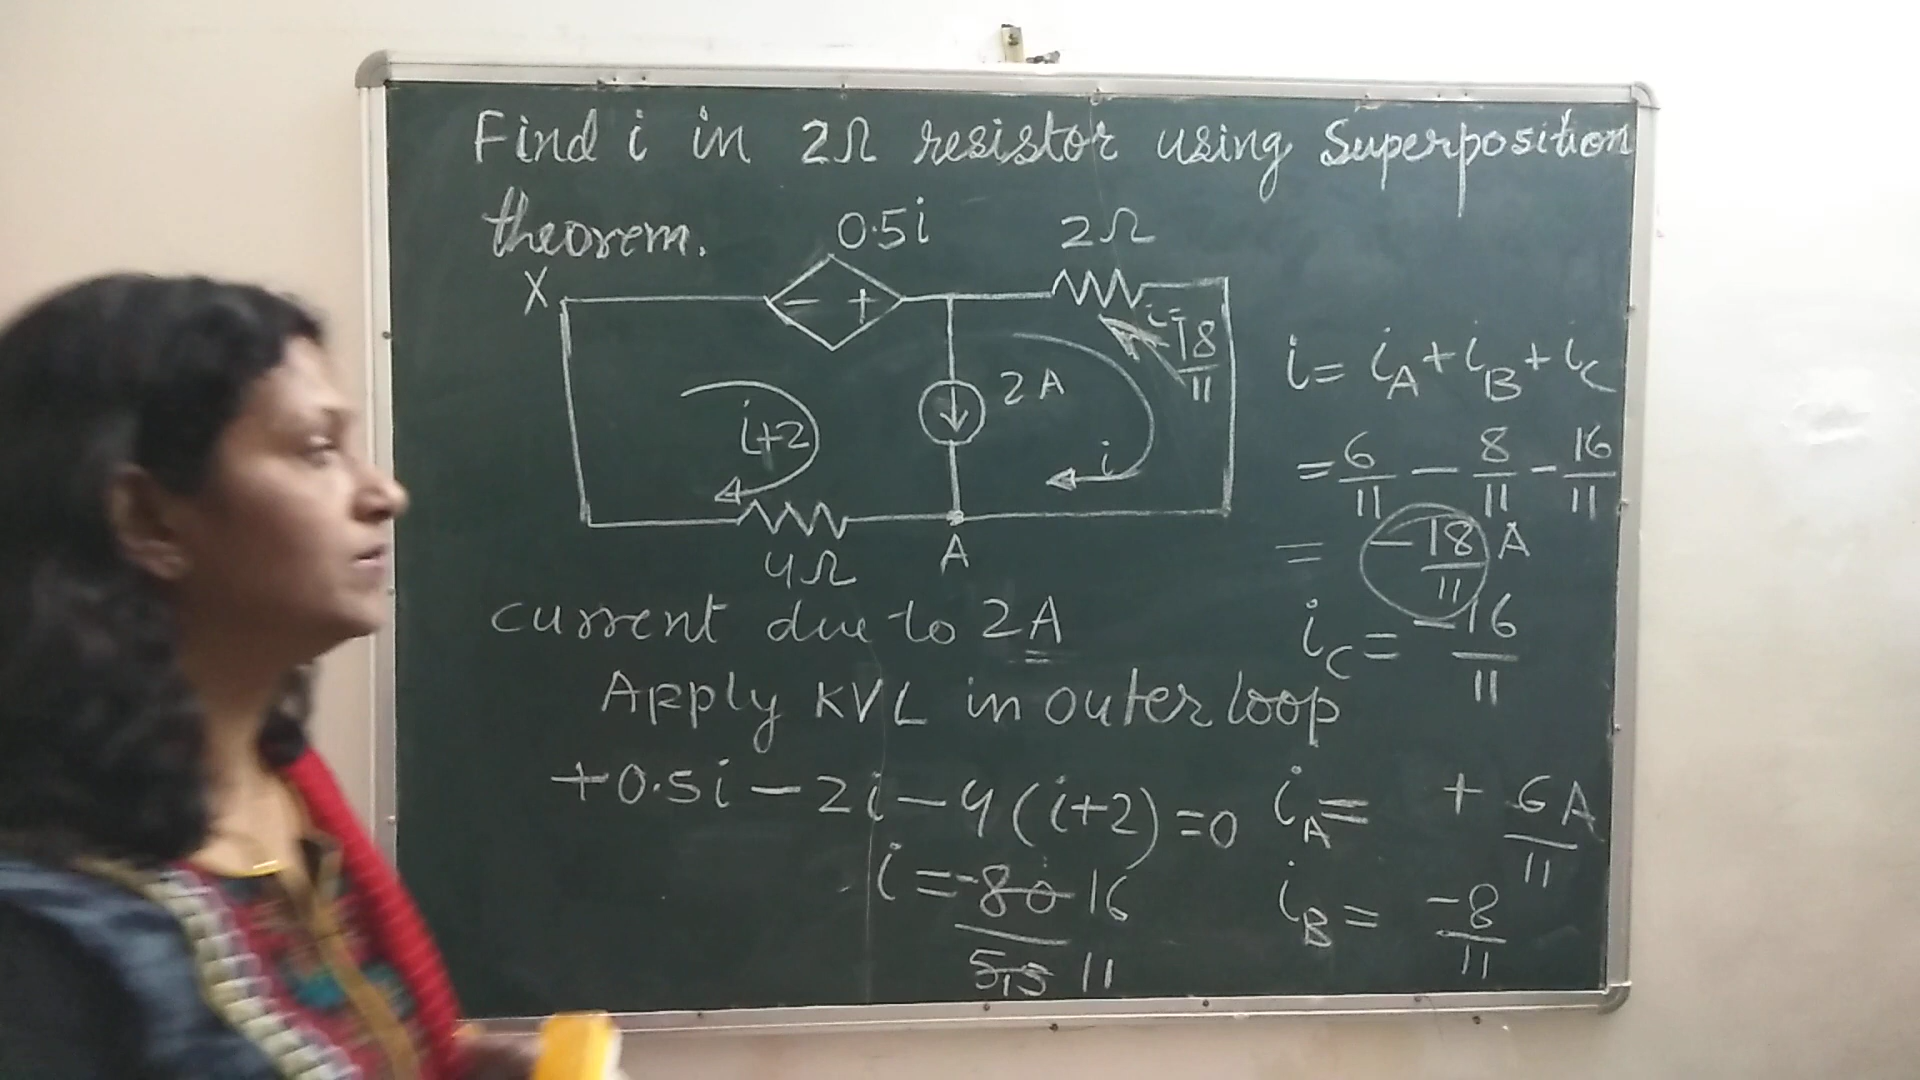 Find i in 2Ω resistor using Superposition
theorem.
0.5i
2Ω
X
- +
i=
-18
11
2A
i+2
i
4Ω
A
i = iA + iB + iC
= 6/11 - 8/11 - 16/11
= -18/11 A
iC = -16/11
current due to 2A
Apply KVL in outer loop
+0.5i - 2i - 4(i+2) = 0
iA = + 6/11 A
i = -80 16
5.5 11
iB = -8/11